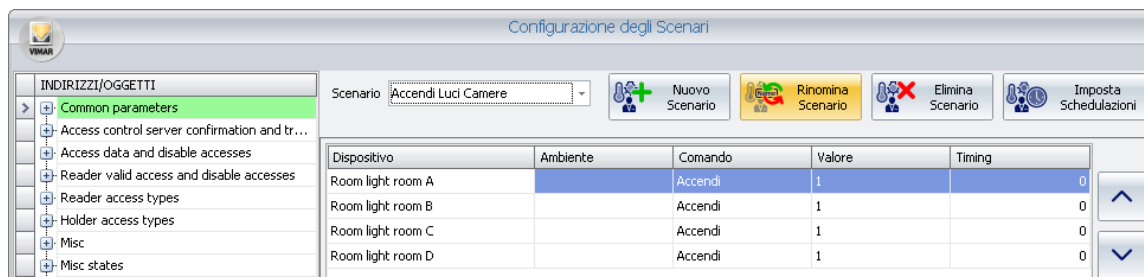 Configurazione degli Scenari
VIMAR
INDIRIZZI/OGGETTI
Common parameters
Access control server confirmation and tr...
Access data and disable accesses
Reader valid access and disable accesses
Reader access types
Holder access types
Misc
Misc states
Scenario Accendi Luci Camere
Nuovo
Scenario
Rinomina
Scenario
Elimina
Scenario
Imposta
Schedulazioni
Dispositivo Ambiente Comando Valore Timing
Room light room A Accendi 1 0
Room light room B Accendi 1 0
Room light room C Accendi 1 0
Room light room D Accendi 1 0